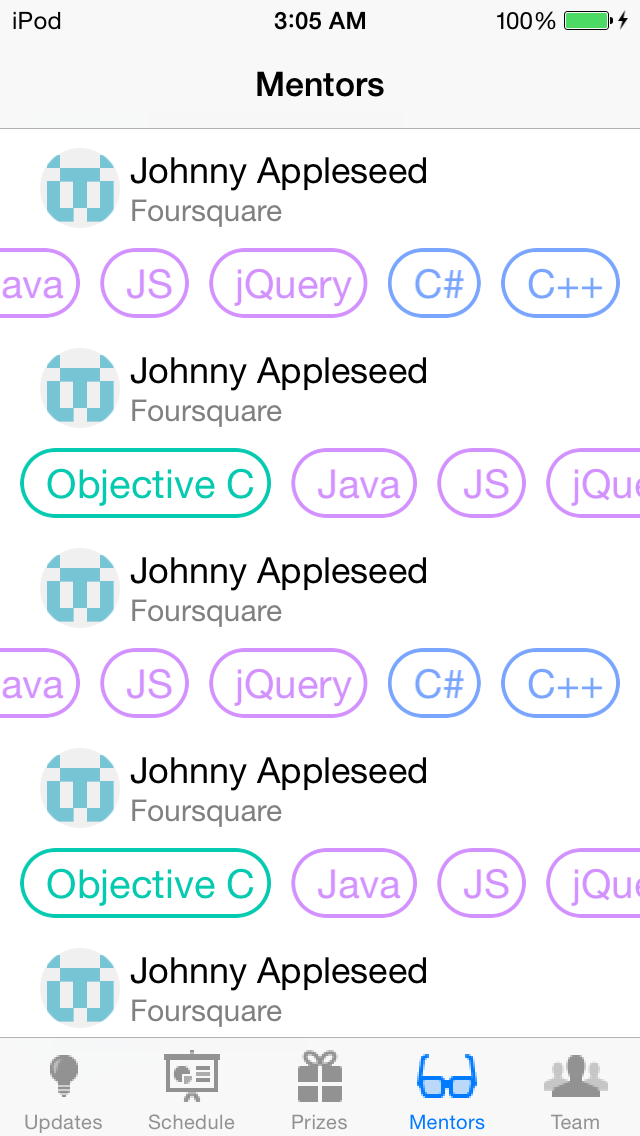 iPod 3:05 AM 100%
Mentors
Johnny Appleseed
Foursquare
ava JS jQuery C# C++
Johnny Appleseed
Foursquare
Objective C Java JS jQue
Johnny Appleseed
Foursquare
ava JS jQuery C# C++
Johnny Appleseed
Foursquare
Objective C Java JS jQue
Johnny Appleseed
Foursquare
Updates Schedule Prizes Mentors Team